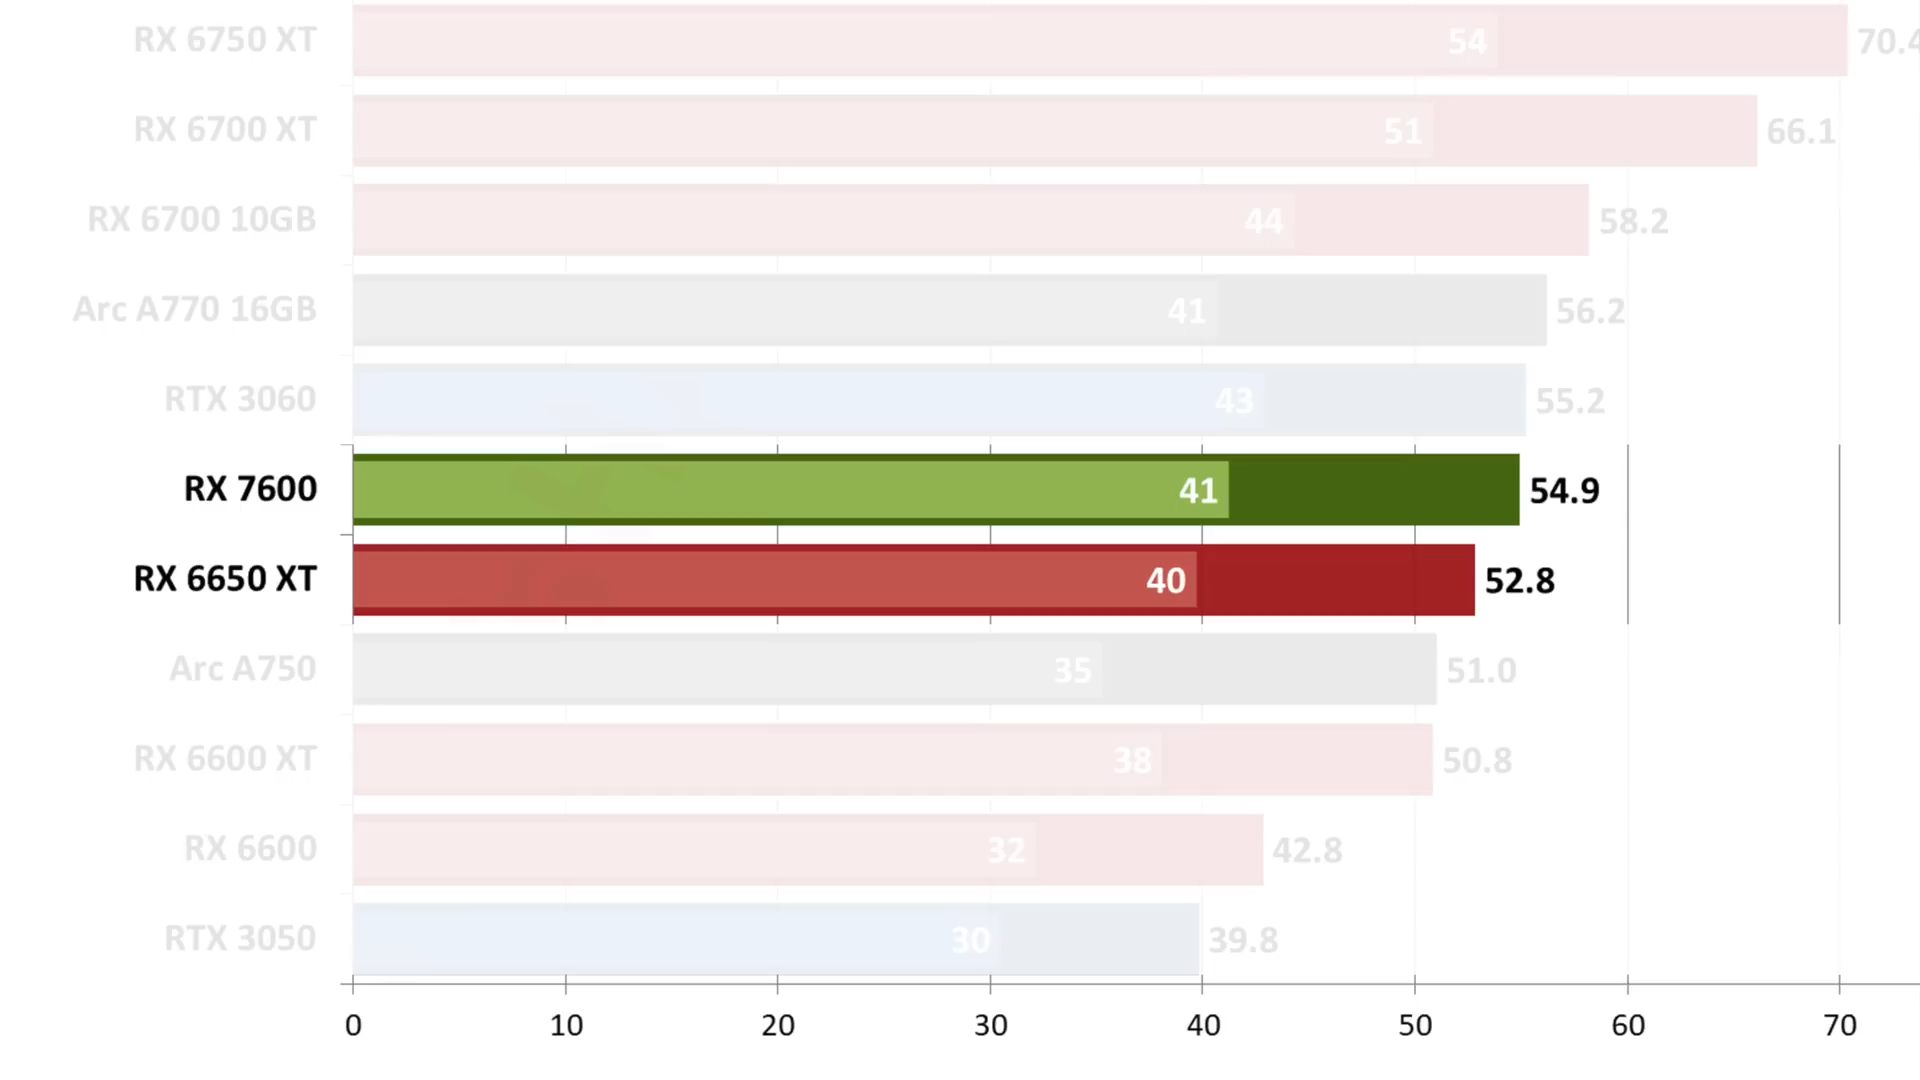 RX 6750 XT 54 70.4
RX 6700 XT 51 66.1
RX 6700 10GB 44 58.2
Arc A770 16GB 41 56.2
RTX 3060 43 55.2
RX 7600 41 54.9
RX 6650 XT 40 52.8
Arc A750 35 51.0
RX 6600 XT 38 50.8
RX 6600 32 42.8
RTX 3050 30 39.8
0 10 20 30 40 50 60 70